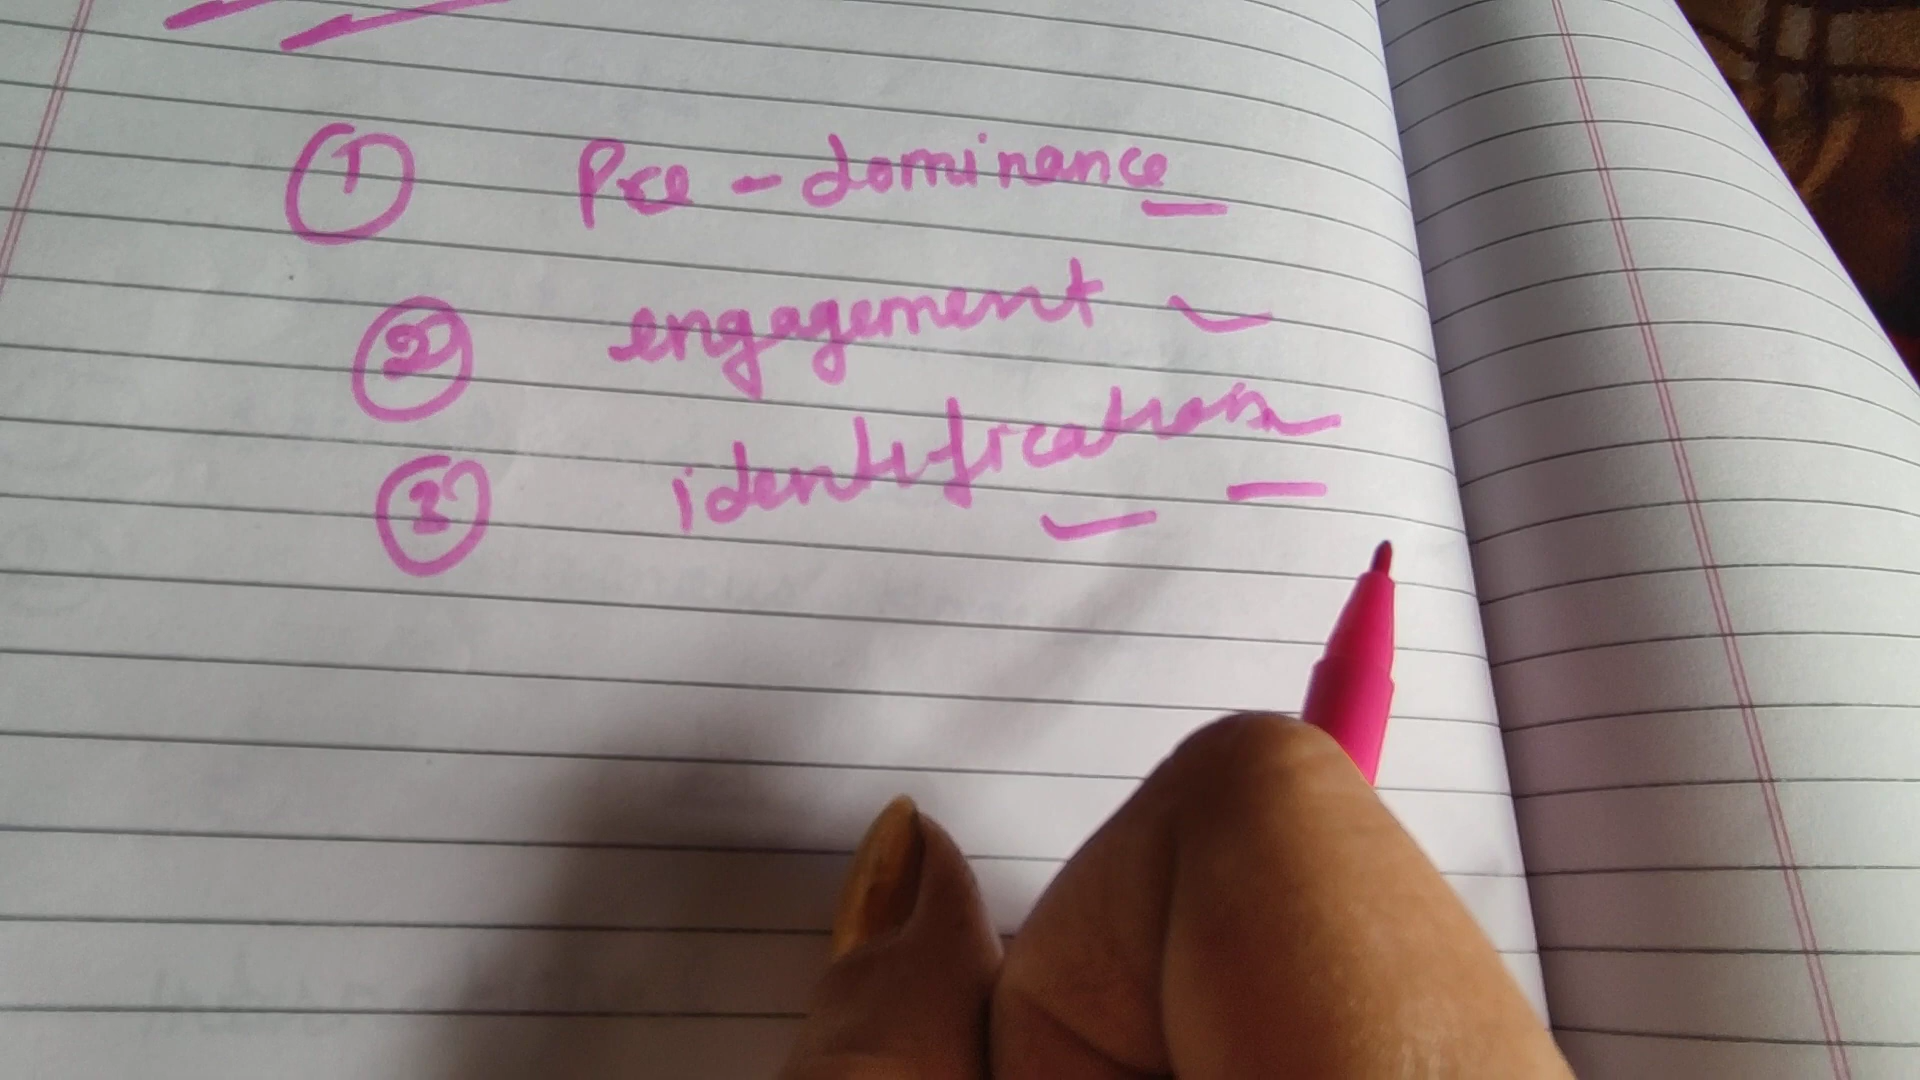 ① Pre - dominance
② engagement
③ identification